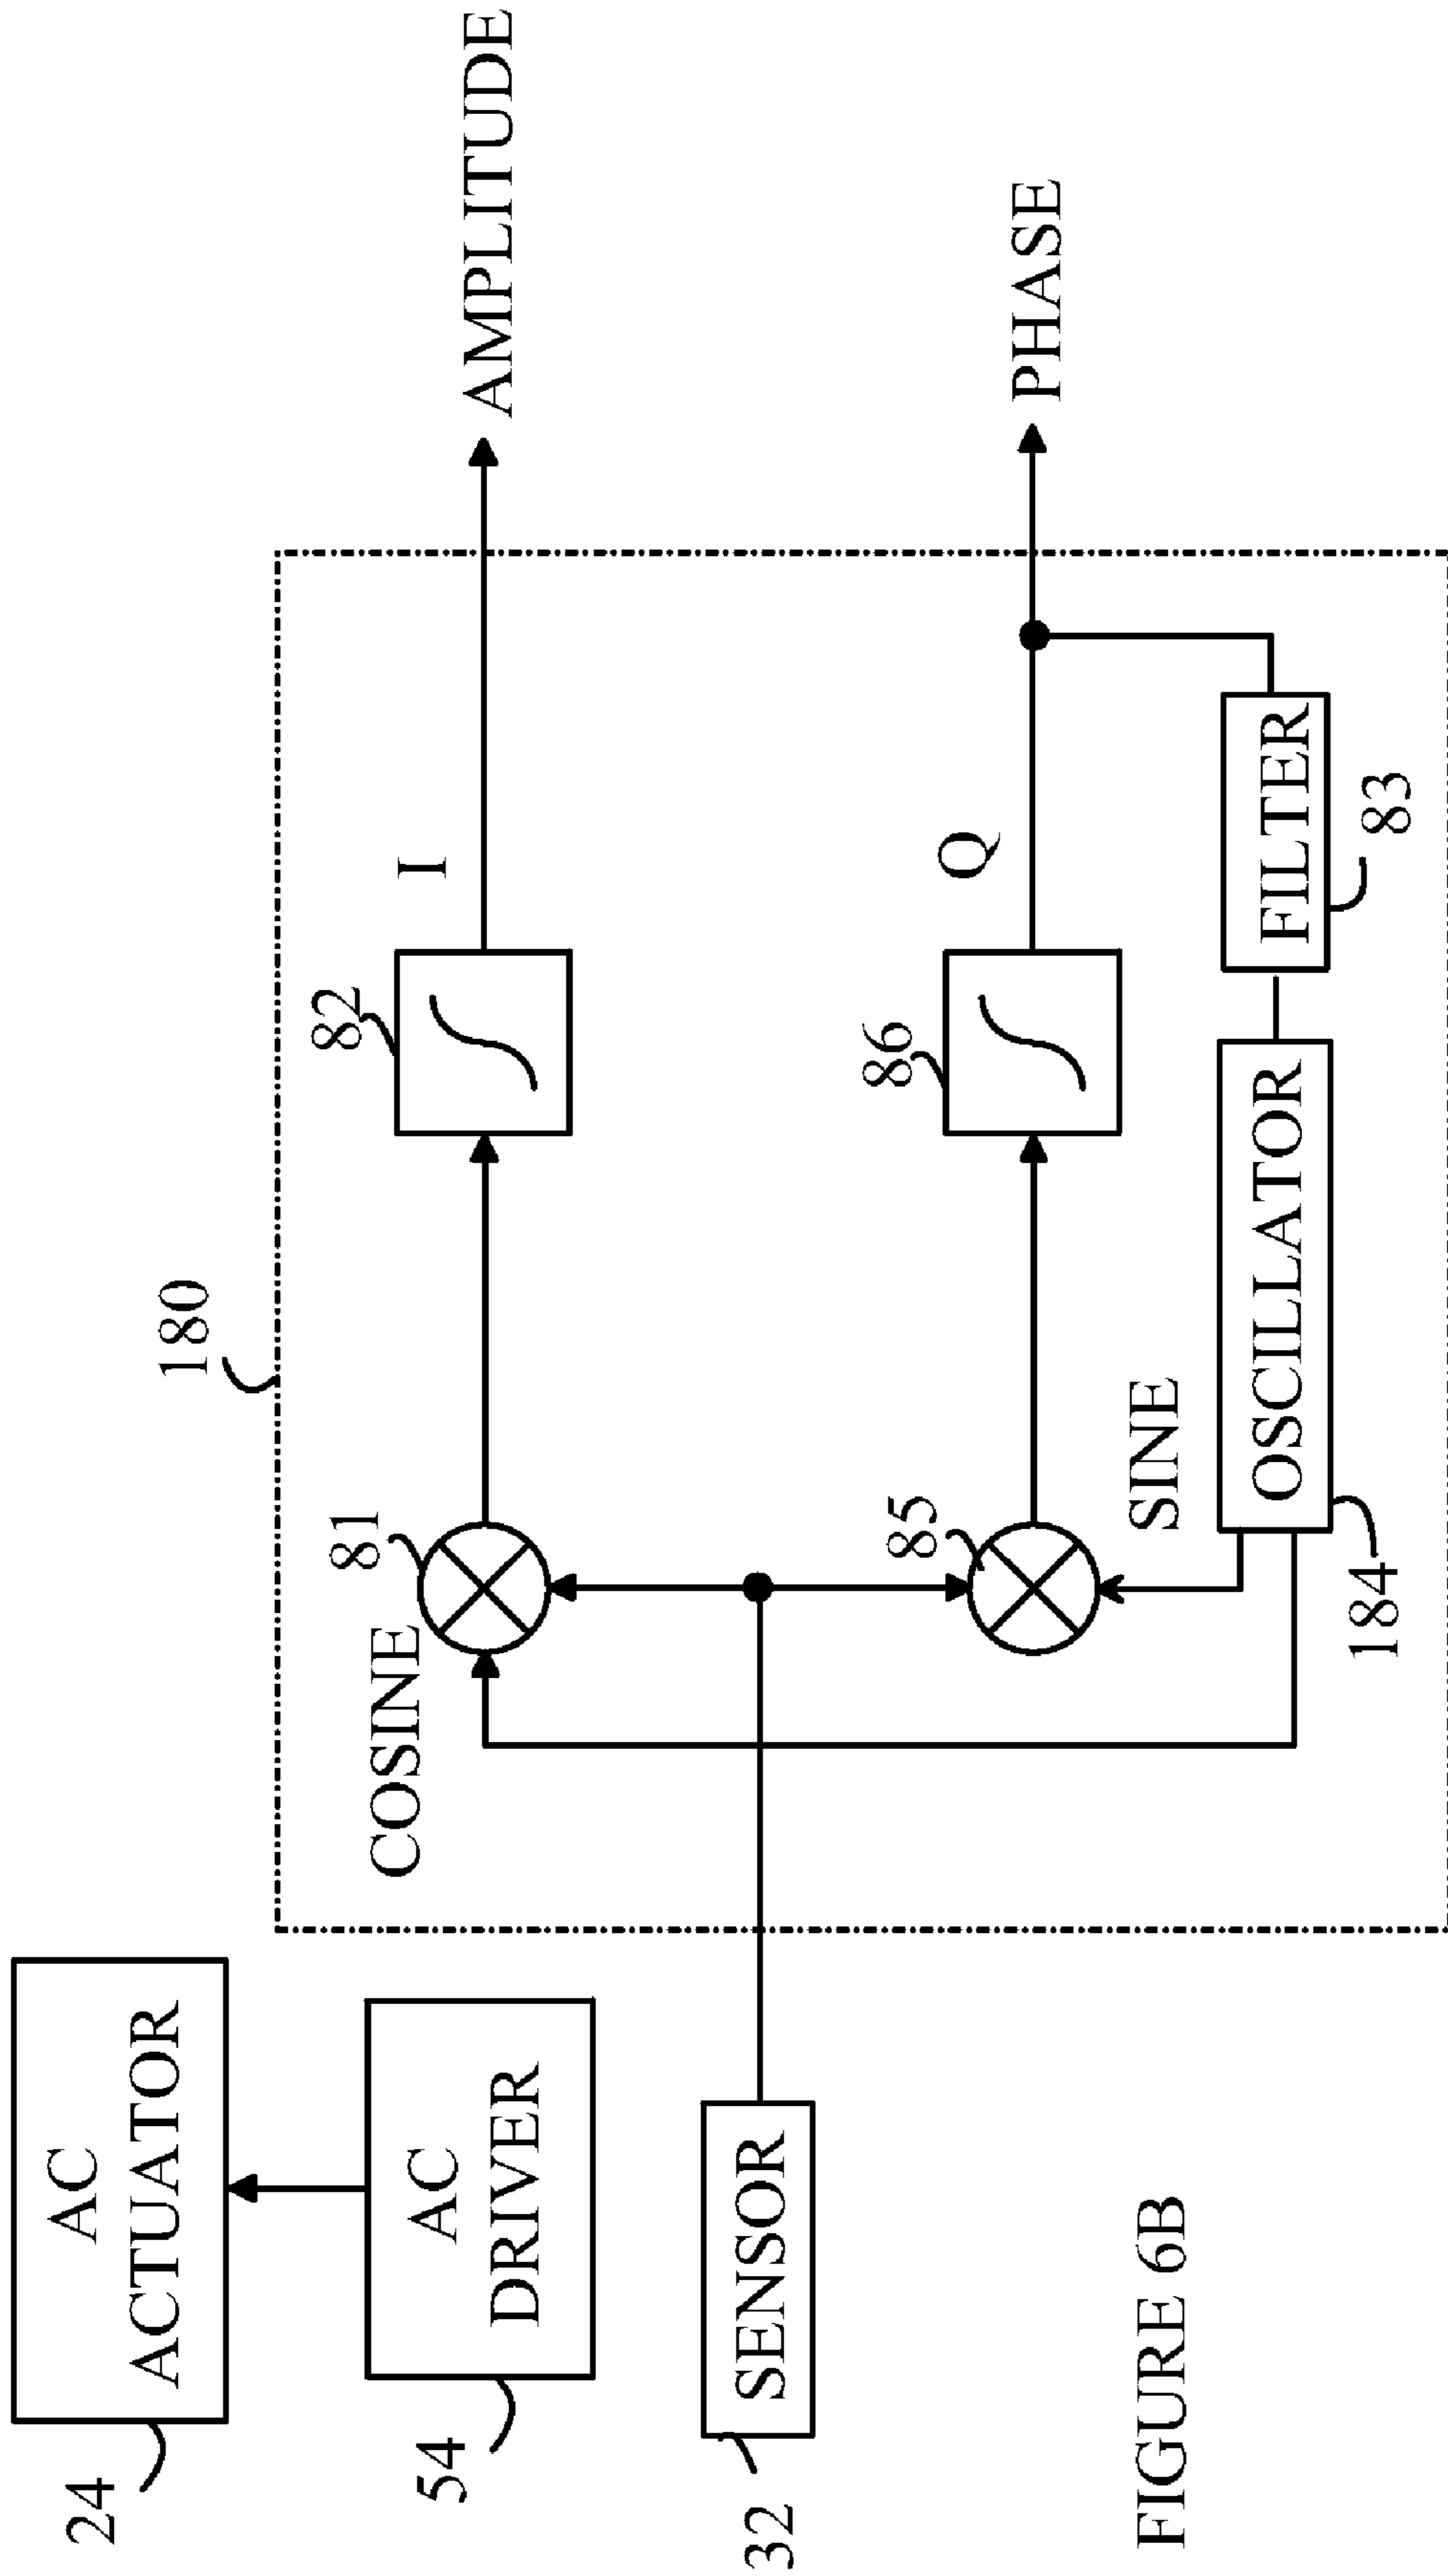 24
AC
ACTUATOR
54
AC
DRIVER
32
SENSOR
FIGURE 6B
180
COSINE
81
82
I
AMPLITUDE
85
86
Q
PHASE
SINE
184
OSCILLATOR
FILTER
83